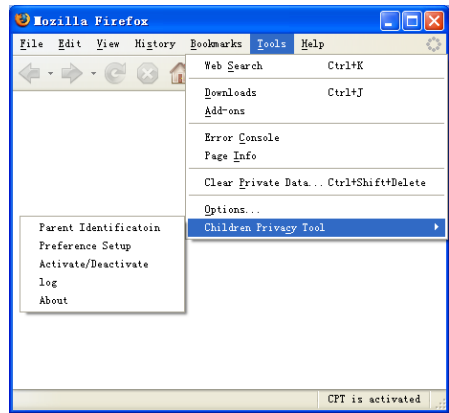 Mozilla Firefox
File Edit View History Bookmarks Tools Help
Web Search Ctrl+K
Downloads Ctrl+J
Add-ons
Error Console
Page Info
Clear Private Data... Ctrl+Shift+Delete
Options...
Children Privacy Tool
Parent Identificatoin
Preference Setup
Activate/Deactivate
log
About
CPT is activated